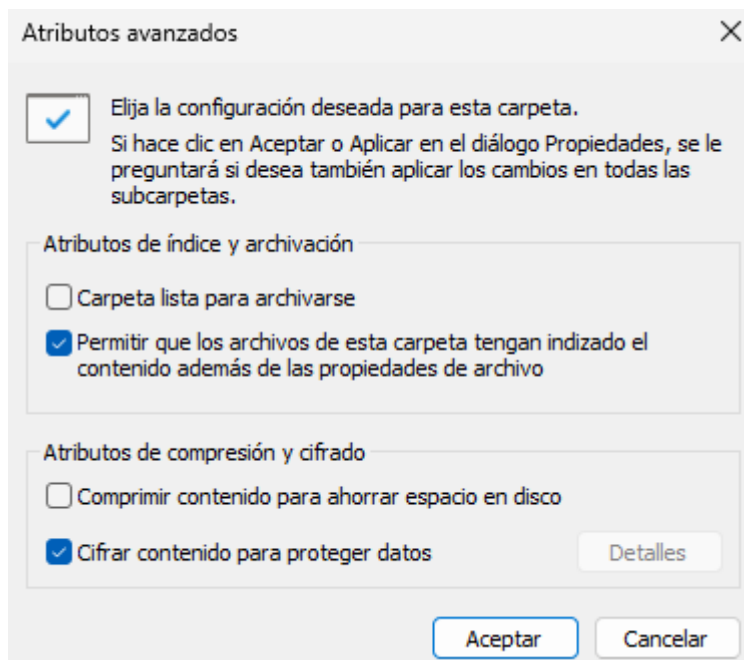 Atributos avanzados
Elija la configuración deseada para esta carpeta.
Si hace clic en Aceptar o Aplicar en el diálogo Propiedades, se le
preguntará si desea también aplicar los cambios en todas las
subcarpetas.
Atributos de índice y archivación
Carpeta lista para archivarse
Permitir que los archivos de esta carpeta tengan indizado el
contenido además de las propiedades de archivo
Atributos de compresión y cifrado
Comprimir contenido para ahorrar espacio en disco
Cifrar contenido para proteger datos
Detalles
Aceptar
Cancelar